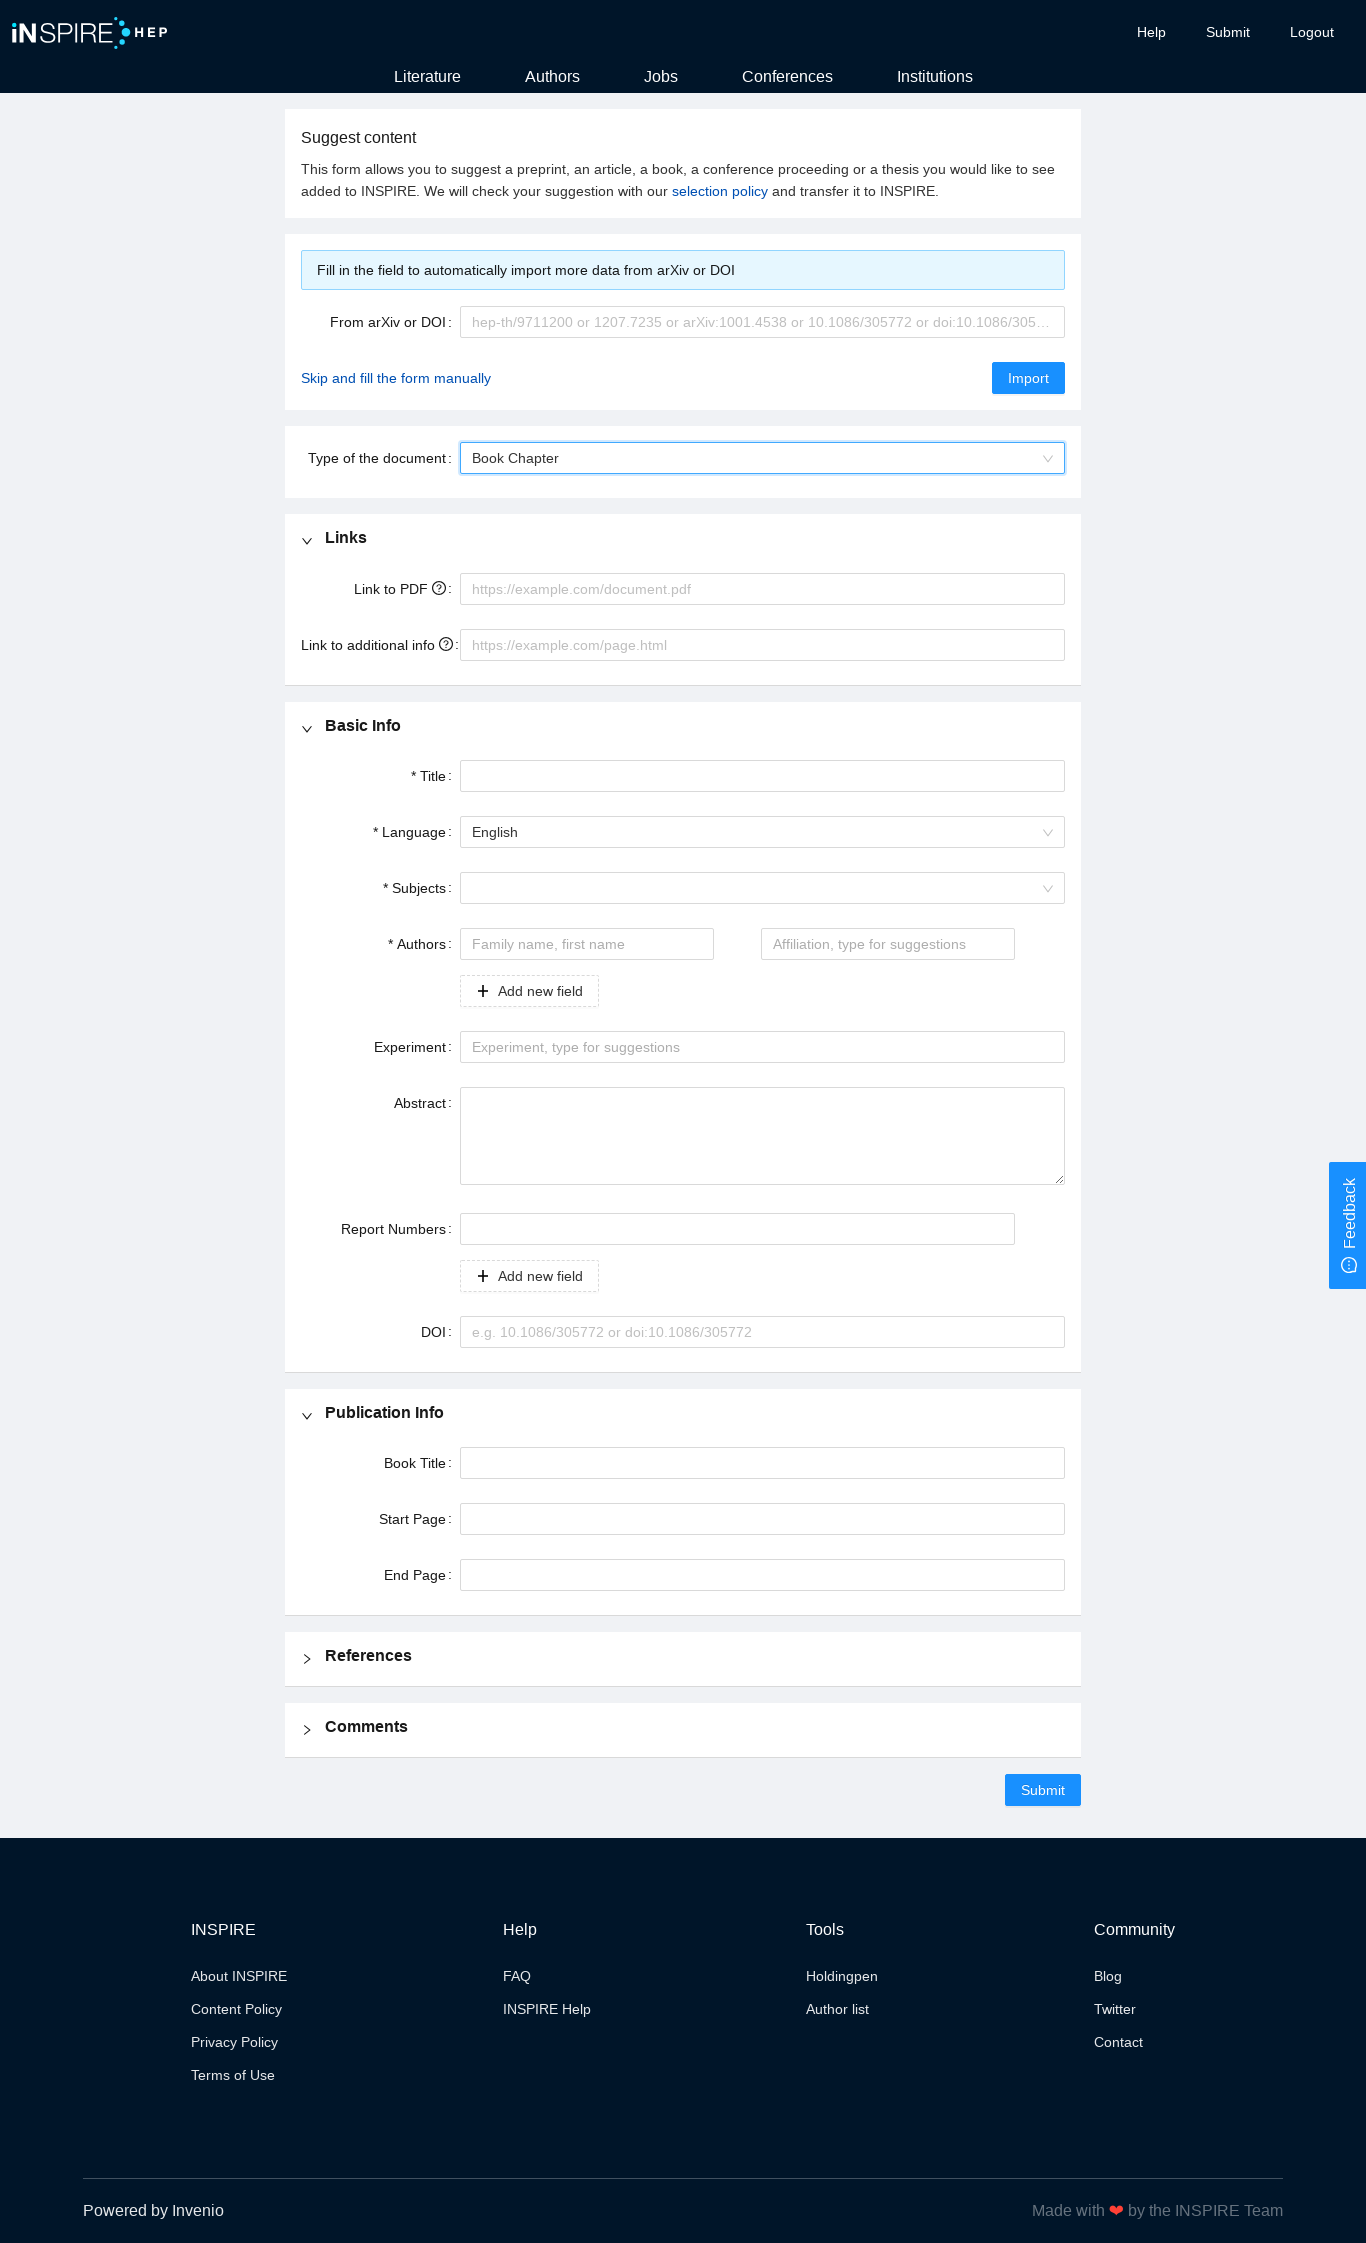 iNSPIRE HEP
Help Submit Logout
Literature Authors Jobs Conferences Institutions
Suggest content
This form allows you to suggest a preprint, an article, a book, a conference proceeding or a thesis you would like to see
added to INSPIRE. We will check your suggestion with our selection policy and transfer it to INSPIRE.
Fill in the field to automatically import more data from arXiv or DOI
From arXiv or DOI : hep-th/9711200 or 1207.7235 or arXiv:1001.4538 or 10.1086/305772 or doi:10.1086/305…
Skip and fill the form manually Import
Type of the document : Book Chapter
Links
Link to PDF : https://example.com/document.pdf
Link to additional info : https://example.com/page.html
Basic Info
* Title :
* Language : English
* Subjects :
* Authors : Family name, first name Affiliation, type for suggestions
+ Add new field
Experiment : Experiment, type for suggestions
Abstract :
Report Numbers :
+ Add new field
DOI : e.g. 10.1086/305772 or doi:10.1086/305772
Feedback
Publication Info
Book Title :
Start Page :
End Page :
References
Comments
Submit
INSPIRE Help Tools Community
About INSPIRE FAQ Holdingpen Blog
Content Policy INSPIRE Help Author list Twitter
Privacy Policy Contact
Terms of Use
Powered by Invenio Made with ❤ by the INSPIRE Team